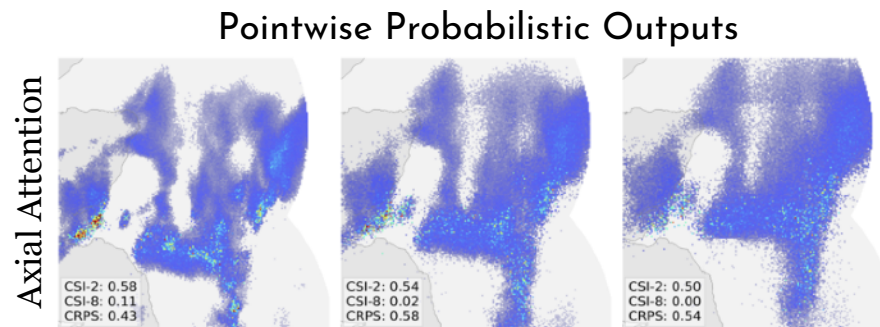 Pointwise Probabilistic Outputs
Axial Attention
CSI-2: 0.58
CSI-8: 0.11
CRPS: 0.43
CSI-2: 0.54
CSI-8: 0.02
CRPS: 0.58
CSI-2: 0.50
CSI-8: 0.00
CRPS: 0.54